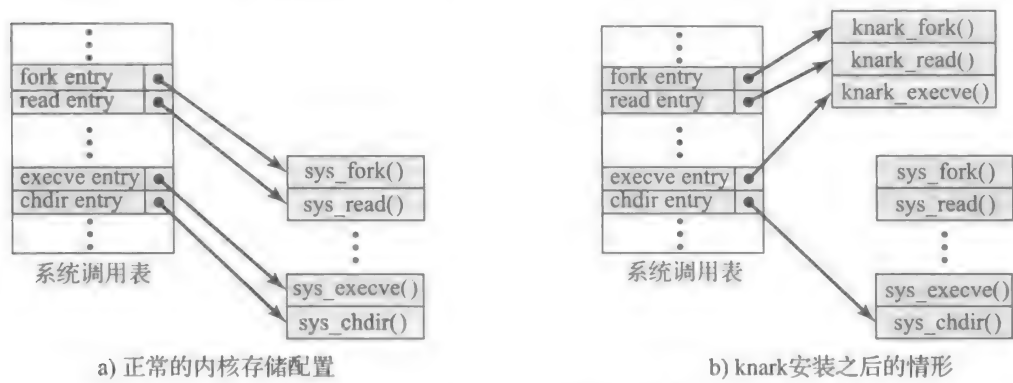 fork entry
read entry
execve entry
chdir entry
系统调用表
sys_fork()
sys_read()
sys_execve()
sys_chdir()
a) 正常的内核存储配置
fork entry
read entry
execve entry
chdir entry
系统调用表
knark_fork()
knark_read()
knark_execve()
sys_fork()
sys_read()
sys_execve()
sys_chdir()
b) knark安装之后的情形